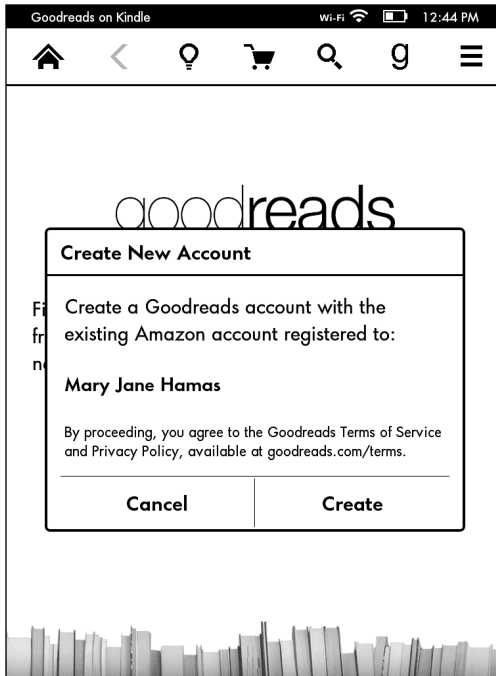 Goodreads on Kindle
Wi-Fi
12:44 PM
g
goodreads
Create New Account
Fi
Create a Goodreads account with the
fr
existing Amazon account registered to:
Mary Jane Hamas
By proceeding, you agree to the Goodreads Terms of Service
and Privacy Policy, available at goodreads.com/terms.
Cancel
Create